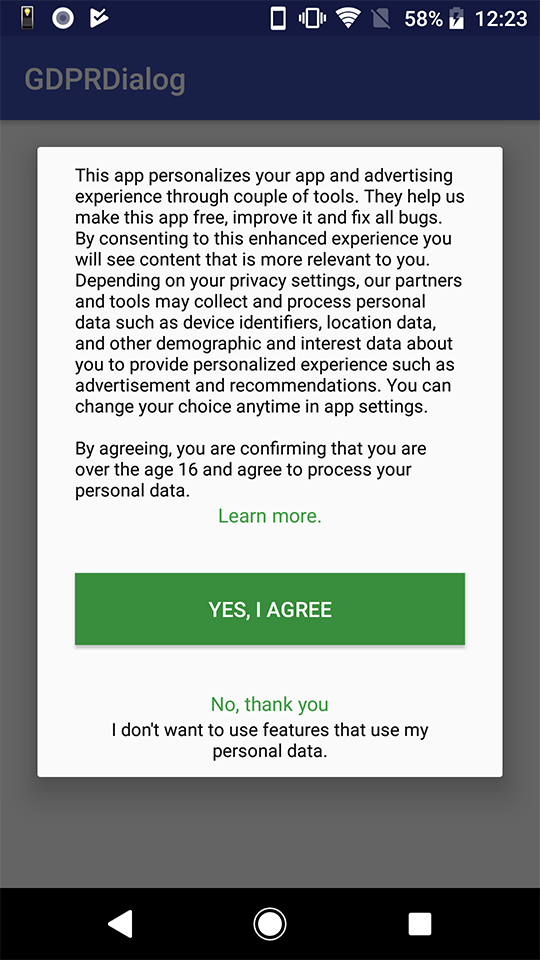 58% 12:23
GDPRDialog
This app personalizes your app and advertising
experience through couple of tools. They help us
make this app free, improve it and fix all bugs.
By consenting to this enhanced experience you
will see content that is more relevant to you.
Depending on your privacy settings, our partners
and tools may collect and process personal
data such as device identifiers, location data,
and other demographic and interest data about
you to provide personalized experience such as
advertisement and recommendations. You can
change your choice anytime in app settings.
By agreeing, you are confirming that you are
over the age 16 and agree to process your
personal data.
Learn more.
YES, I AGREE
No, thank you
I don't want to use features that use my
personal data.